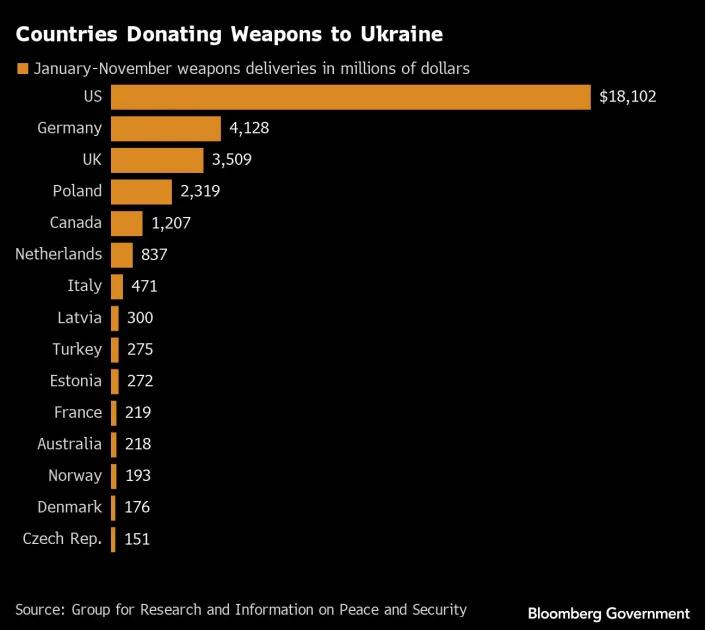 Countries Donating Weapons to Ukraine
January-November weapons deliveries in millions of dollars
US $18,102
Germany 4,128
UK 3,509
Poland 2,319
Canada 1,207
Netherlands 837
Italy 471
Latvia 300
Turkey 275
Estonia 272
France 219
Australia 218
Norway 193
Denmark 176
Czech Rep. 151
Source: Group for Research and Information on Peace and Security
Bloomberg Government